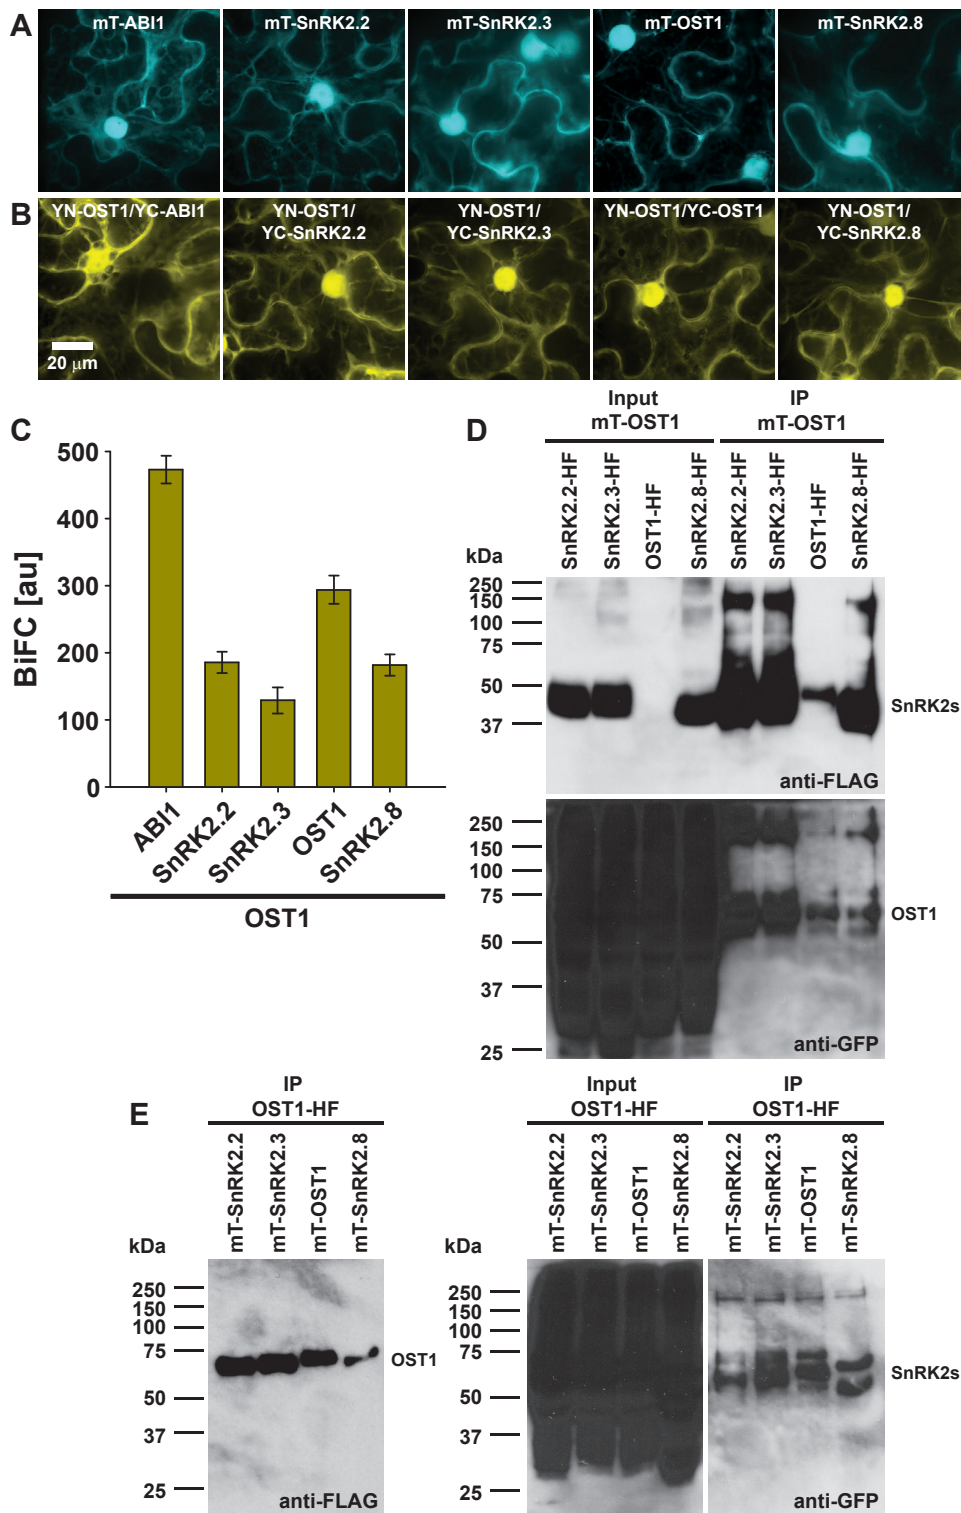 A
mT-ABI1
mT-SnRK2.2
mT-SnRK2.3
mT-OST1
mT-SnRK2.8
B
YN-OST1/YC-ABI1
YN-OST1/
YC-SnRK2.2
YN-OST1/
YC-SnRK2.3
YN-OST1/YC-OST1
YN-OST1/
YC-SnRK2.8
20 µm
C
BiFC [au]
500
400
300
200
100
0
ABI1
SnRK2.2
SnRK2.3
OST1
SnRK2.8
OST1
D
Input
mT-OST1
IP
mT-OST1
SnRK2.2-HF
SnRK2.3-HF
OST1-HF
SnRK2.8-HF
SnRK2.2-HF
SnRK2.3-HF
OST1-HF
SnRK2.8-HF
kDa
250
150
100
75
50
37
SnRK2s
anti-FLAG
250
150
100
75
50
37
25
OST1
anti-GFP
E
IP
OST1-HF
mT-SnRK2.2
mT-SnRK2.3
mT-OST1
mT-SnRK2.8
kDa
250
150
100
75
50
37
25
OST1
anti-FLAG
Input
OST1-HF
IP
OST1-HF
mT-SnRK2.2
mT-SnRK2.3
mT-OST1
mT-SnRK2.8
mT-SnRK2.2
mT-SnRK2.3
mT-OST1
mT-SnRK2.8
kDa
250
150
100
75
50
37
25
SnRK2s
anti-GFP